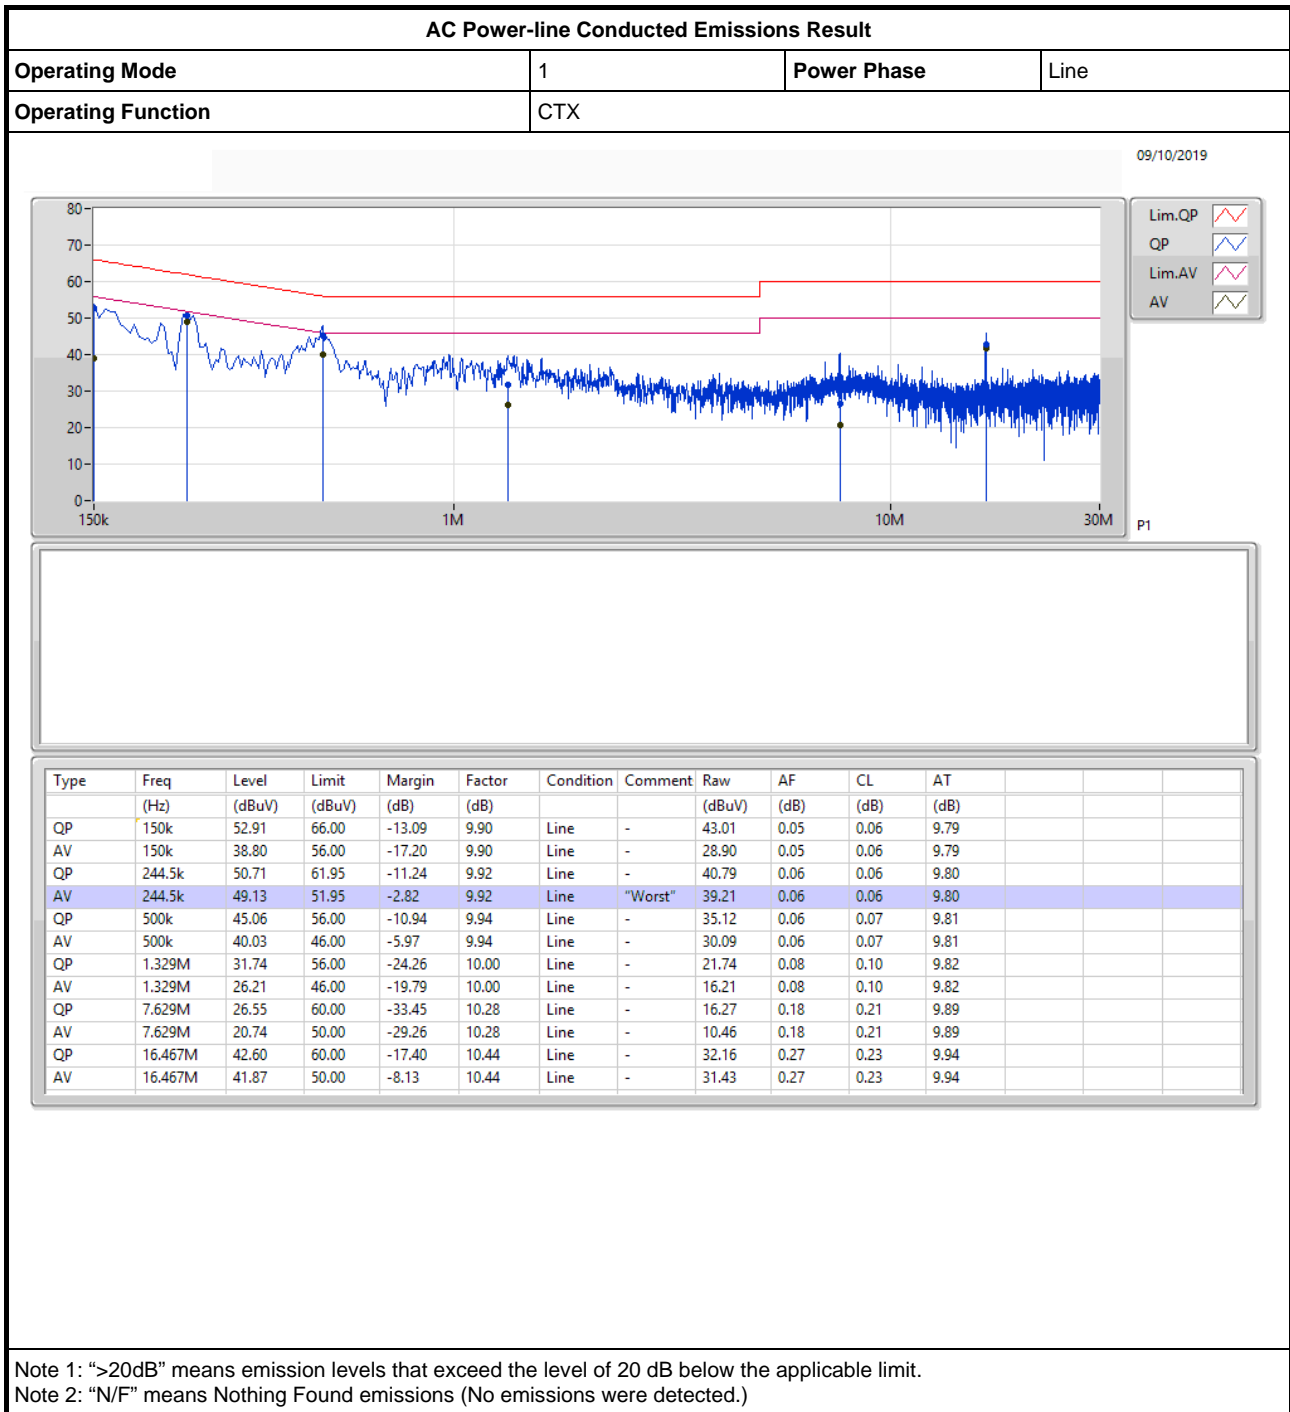 AC Power-line Conducted Emissions Result
Operating Mode 1 Power Phase Line
Operating Function CTX
09/10/2019
80
70
60
50
40
30
20
10
0
150k 1M 10M 30M
Lim.QP
QP
Lim.AV
AV
P1
Type Freq Level Limit Margin Factor Condition Comment Raw AF CL AT
(Hz) (dBuV) (dBuV) (dB) (dB) (dBuV) (dB) (dB) (dB)
QP 150k 52.91 66.00 -13.09 9.90 Line - 43.01 0.05 0.06 9.79
AV 150k 38.80 56.00 -17.20 9.90 Line - 28.90 0.05 0.06 9.79
QP 244.5k 50.71 61.95 -11.24 9.92 Line - 40.79 0.06 0.06 9.80
AV 244.5k 49.13 51.95 -2.82 9.92 Line "Worst" 39.21 0.06 0.06 9.80
QP 500k 45.06 56.00 -10.94 9.94 Line - 35.12 0.06 0.07 9.81
AV 500k 40.03 46.00 -5.97 9.94 Line - 30.09 0.06 0.07 9.81
QP 1.329M 31.74 56.00 -24.26 10.00 Line - 21.74 0.08 0.10 9.82
AV 1.329M 26.21 46.00 -19.79 10.00 Line - 16.21 0.08 0.10 9.82
QP 7.629M 26.55 60.00 -33.45 10.28 Line - 16.27 0.18 0.21 9.89
AV 7.629M 20.74 50.00 -29.26 10.28 Line - 10.46 0.18 0.21 9.89
QP 16.467M 42.60 60.00 -17.40 10.44 Line - 32.16 0.27 0.23 9.94
AV 16.467M 41.87 50.00 -8.13 10.44 Line - 31.43 0.27 0.23 9.94
Note 1: “>20dB” means emission levels that exceed the level of 20 dB below the applicable limit.
Note 2: “N/F” means Nothing Found emissions (No emissions were detected.)